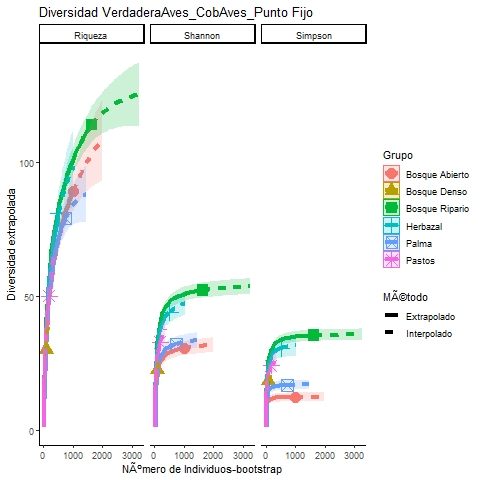 Diversidad VerdaderaAves_CobAves_Punto Fijo
Riqueza Shannon Simpson
Diversidad extrapolada
100
50
0
0 1000 2000 3000 0 1000 2000 3000 0 1000 2000 3000
NÃºmero de Individuos-bootstrap
Grupo
Bosque Abierto
Bosque Denso
Bosque Ripario
Herbazal
Palma
Pastos
MÃ©todo
Extrapolado
Interpolado